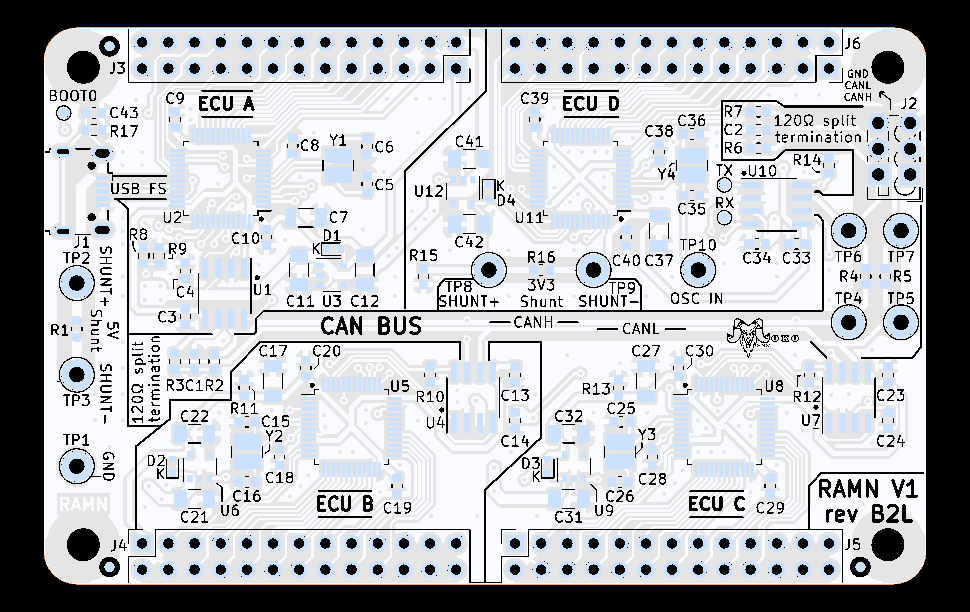 J3
J6
BOOT0
C43
R17
C9
ECU A
C39
ECU D
GND
CANL
CANH
J2
R7
C2
R6
120Ω split
termination
C8
Y1
C6
C5
C41
U12
K
D4
C42
C38
C36
Y4
C35
TX
RX
U10
R14
USB FS
U2
C10
C7
D1
K
U11
C40
C37
TP10
C34
C33
TP6
TP7
J1
TP2
R8
R9
C4
U1
C3
C11
U3
C12
R15
TP8
SHUNT+
R16
3V3
Shunt
TP9
SHUNT-
OSC IN
R4
R5
TP4
TP5
SHUNT+
5V
Shunt
SHUNT-
R1
TP3
CAN BUS
CANH
CANL
120Ω split
termination
R3
C1
R2
C17
C20
U5
R10
U4
C13
C14
C27
C30
U8
R13
R12
U7
C23
C24
R11
C22
C15
Y2
C18
C16
D2
K
U6
C21
ECU B
C19
C32
C25
Y3
C28
C26
D3
K
U9
C31
ECU C
C29
TP1
GND
RAMN
RAMN V1
rev B2L
J4
J5